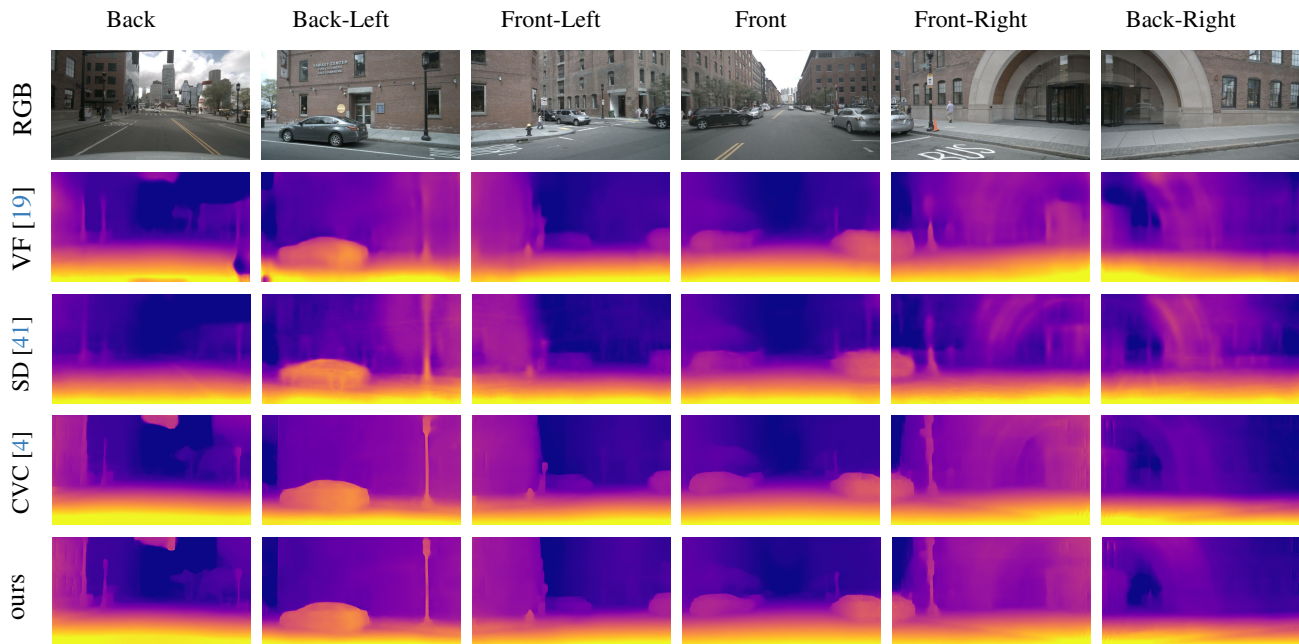 Back Back-Left Front-Left Front Front-Right Back-Right
RGB
BUS
VF [19]
SD [41]
CVC [4]
ours